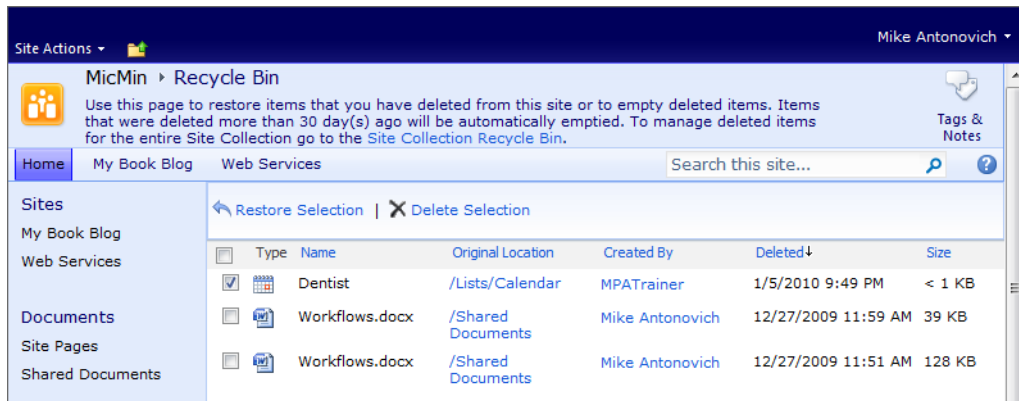 Mike Antonovich
Site Actions
MicMin ▸ Recycle Bin
Use this page to restore items that you have deleted from this site or to empty deleted items. Items
that were deleted more than 30 day(s) ago will be automatically emptied. To manage deleted items
for the entire Site Collection go to the Site Collection Recycle Bin.
Tags &
Notes
Home My Book Blog Web Services Search this site... ?
Sites
My Book Blog
Web Services
Documents
Site Pages
Shared Documents
Restore Selection | Delete Selection
Type Name Original Location Created By Deleted↓ Size
Dentist /Lists/Calendar MPATrainer 1/5/2010 9:49 PM < 1 KB
Workflows.docx /Shared Mike Antonovich 12/27/2009 11:59 AM 39 KB
Documents
Workflows.docx /Shared Mike Antonovich 12/27/2009 11:51 AM 128 KB
Documents